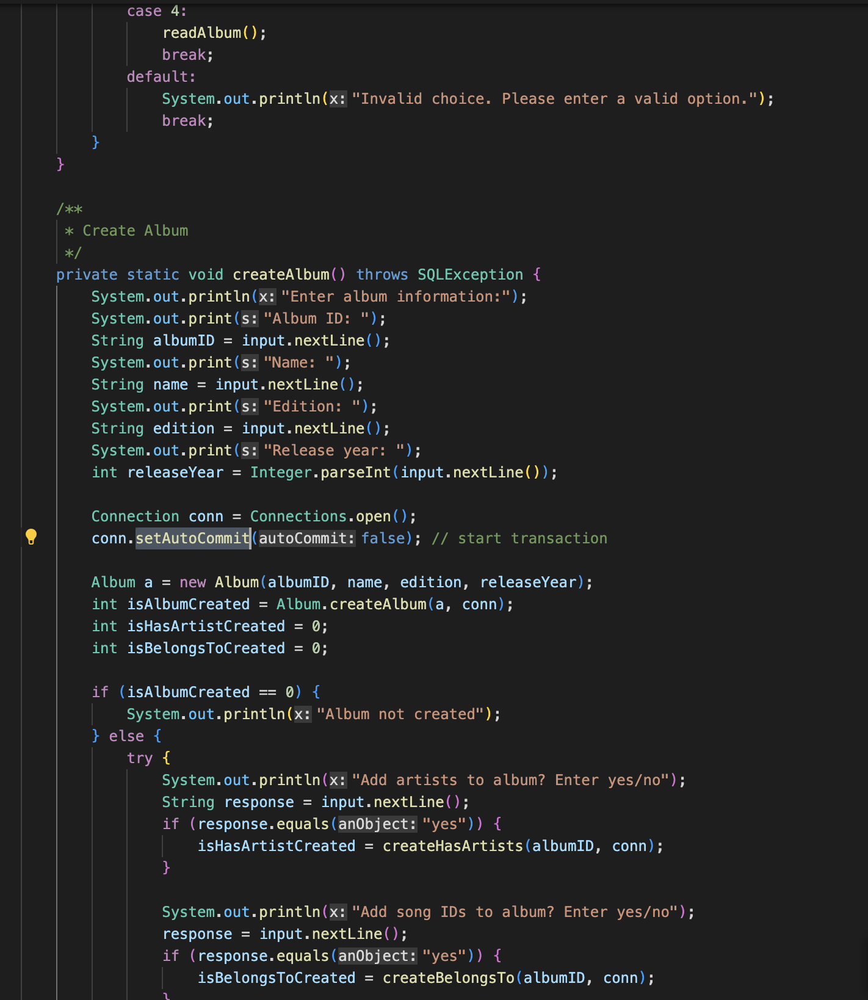 case 4:
readAlbum();
break;
default:
System.out.println(x: "Invalid choice. Please enter a valid option.");
break;
}
}
/**
* Create Album
*/
private static void createAlbum() throws SQLException {
System.out.println(x: "Enter album information:");
System.out.print(s: "Album ID: ");
String albumID = input.nextLine();
System.out.print(s: "Name: ");
String name = input.nextLine();
System.out.print(s: "Edition: ");
String edition = input.nextLine();
System.out.print(s: "Release year: ");
int releaseYear = Integer.parseInt(input.nextLine());
Connection conn = Connections.open();
conn.setAutoCommit(autoCommit: false); // start transaction
Album a = new Album(albumID, name, edition, releaseYear);
int isAlbumCreated = Album.createAlbum(a, conn);
int isHasArtistCreated = 0;
int isBelongsToCreated = 0;
if (isAlbumCreated == 0) {
System.out.println(x: "Album not created");
} else {
try {
System.out.println(x: "Add artists to album? Enter yes/no");
String response = input.nextLine();
if (response.equals(anObject: "yes")) {
isHasArtistCreated = createHasArtists(albumID, conn);
}
System.out.println(x: "Add song IDs to album? Enter yes/no");
response = input.nextLine();
if (response.equals(anObject: "yes")) {
isBelongsToCreated = createBelongsTo(albumID, conn);
}